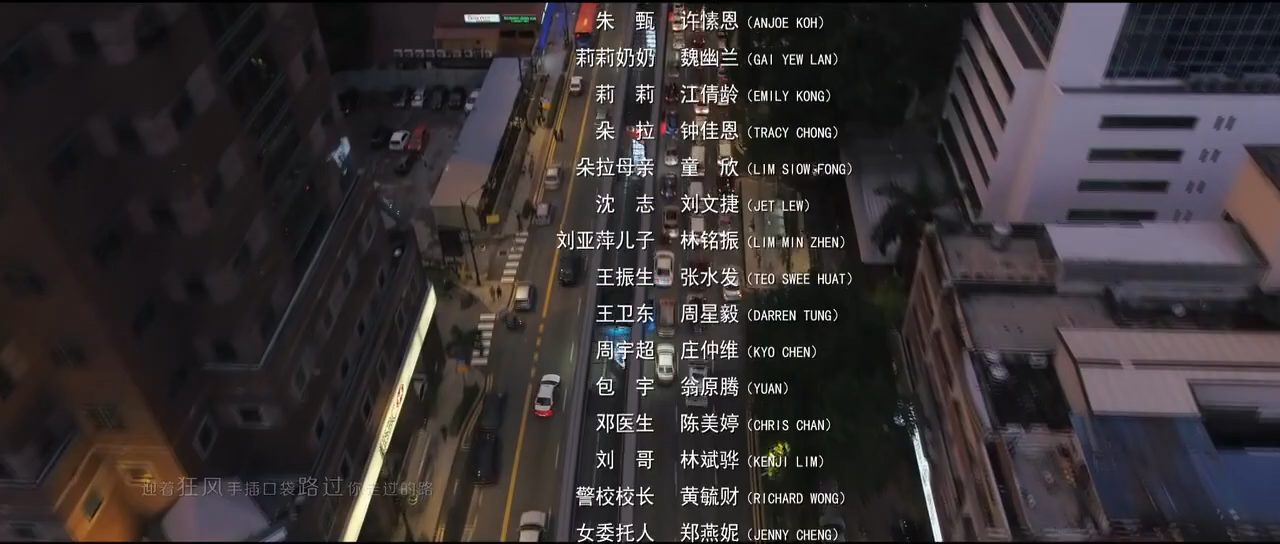 朱 甄 许愫恩 (ANJOE KOH)
莉莉奶奶 魏幽兰 (GAI YEW LAN)
莉 莉 江倩龄 (EMILY KONG)
朵 拉 钟佳恩 (TRACY CHONG)
朵拉母亲 童 欣 (LIM SIOW FONG)
沈 志 刘文捷 (JET LEW)
刘亚萍儿子 林铭振 (LIM MIN ZHEN)
王振生 张水发 (TEO SWEE HUAT)
王卫东 周星毅 (DARREN TUNG)
周宇超 庄仲维 (KYO CHEN)
包 宇 翁原腾 (YUAN)
邓医生 陈美婷 (CHRIS CHAN)
刘 哥 林斌骅 (KENJI LIM)
警校校长 黄毓财 (RICHARD WONG)
女委托人 郑燕妮 (JENNY CHENG)
迎着狂风手插口袋路过你走过的路